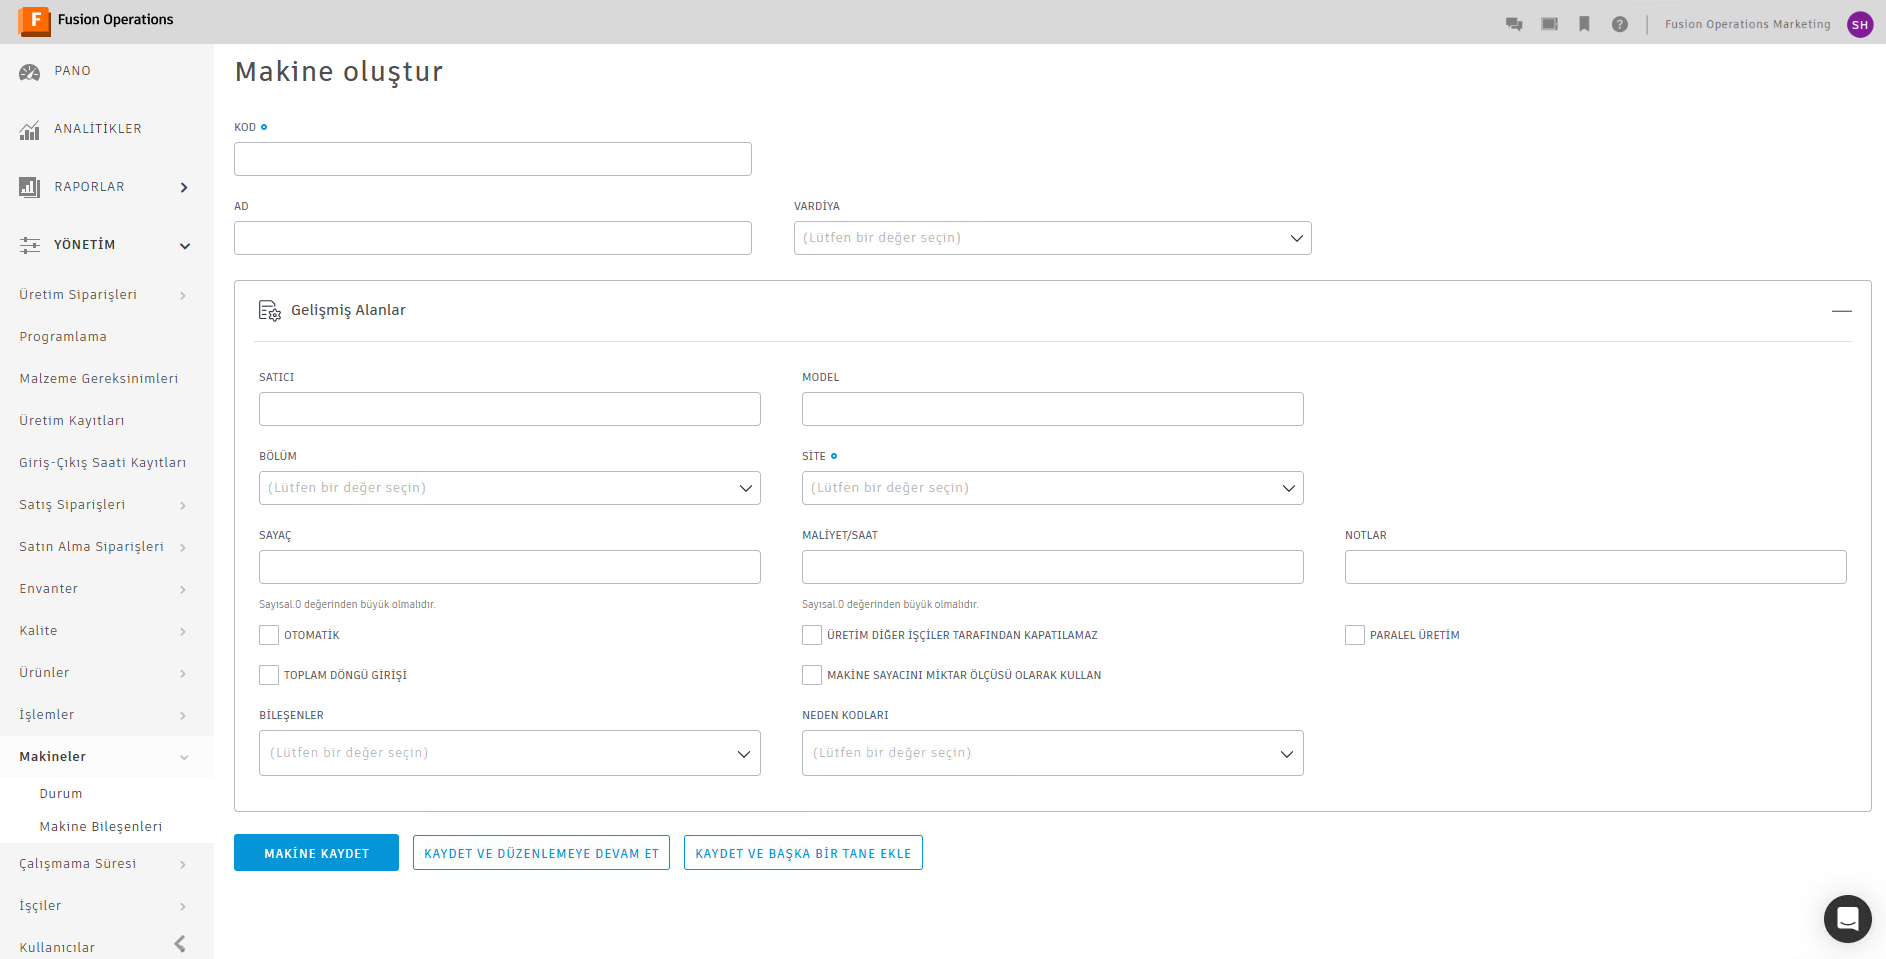 F Fusion Operations
Fusion Operations Marketing
SH
PANO
ANALİTİKLER
RAPORLAR
YÖNETİM
Üretim Siparişleri
Programlama
Malzeme Gereksinimleri
Üretim Kayıtları
Giriş-Çıkış Saati Kayıtları
Satış Siparişleri
Satın Alma Siparişleri
Envanter
Kalite
Ürünler
İşlemler
Makineler
Durum
Makine Bileşenleri
Çalışmama Süresi
İşçiler
Kullanıcılar
Makine oluştur
KOD
AD
VARDİYA
(Lütfen bir değer seçin)
Gelişmiş Alanlar
SATICI
MODEL
BÖLÜM
SİTE
(Lütfen bir değer seçin)
(Lütfen bir değer seçin)
SAYAÇ
MALİYET/SAAT
NOTLAR
Sayısal.0 değerinden büyük olmalıdır.
Sayısal.0 değerinden büyük olmalıdır.
OTOMATİK
ÜRETİM DİĞER İŞÇİLER TARAFINDAN KAPATILAMAZ
PARALEL ÜRETİM
TOPLAM DÖNGÜ GİRİŞİ
MAKİNE SAYACINI MİKTAR ÖLÇÜSÜ OLARAK KULLAN
BİLEŞENLER
NEDEN KODLARI
(Lütfen bir değer seçin)
(Lütfen bir değer seçin)
MAKİNE KAYDET
KAYDET VE DÜZENLEMEYE DEVAM ET
KAYDET VE BAŞKA BİR TANE EKLE